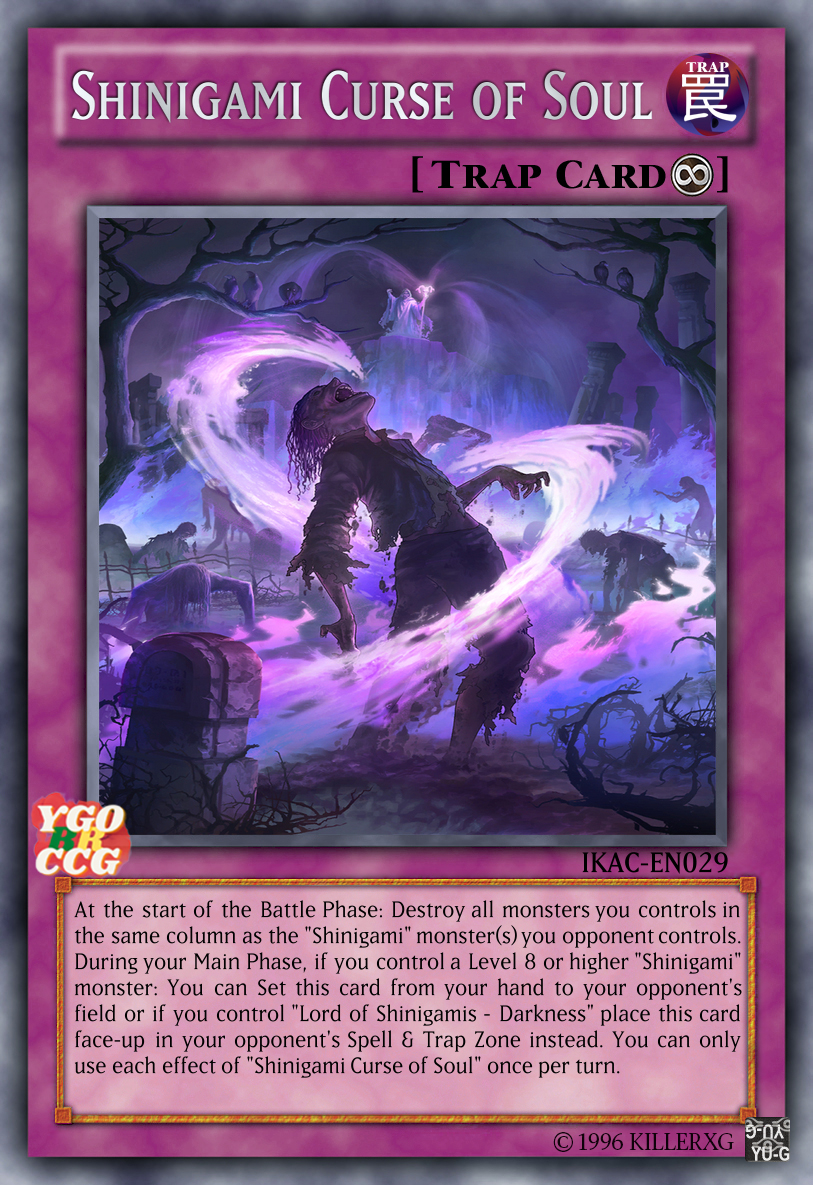 Shinigami Curse of Soul
TRAP
罠
[ Trap Card ]
YGO
RR
CCG
IKAC-EN029
At the start of the Battle Phase: Destroy all monsters you controls in
the same column as the "Shinigami" monster(s) you opponent controls.
During your Main Phase, if you control a Level 8 or higher "Shinigami"
monster: You can Set this card from your hand to your opponent's
field or if you control "Lord of Shinigamis - Darkness" place this card
face-up in your opponent's Spell & Trap Zone instead. You can only
use each effect of "Shinigami Curse of Soul" once per turn.
© 1996 KILLERXG
YU-G